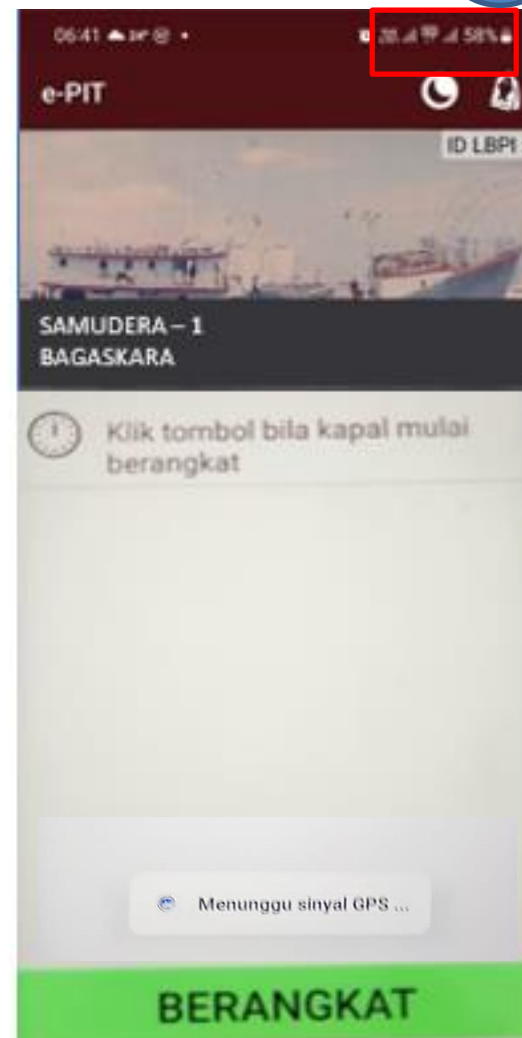 06:41
58%
e-PIT
ID LBPI
SAMUDERA – 1
BAGASKARA
Klik tombol bila kapal mulai
berangkat
Menunggu sinyal GPS ...
BERANGKAT